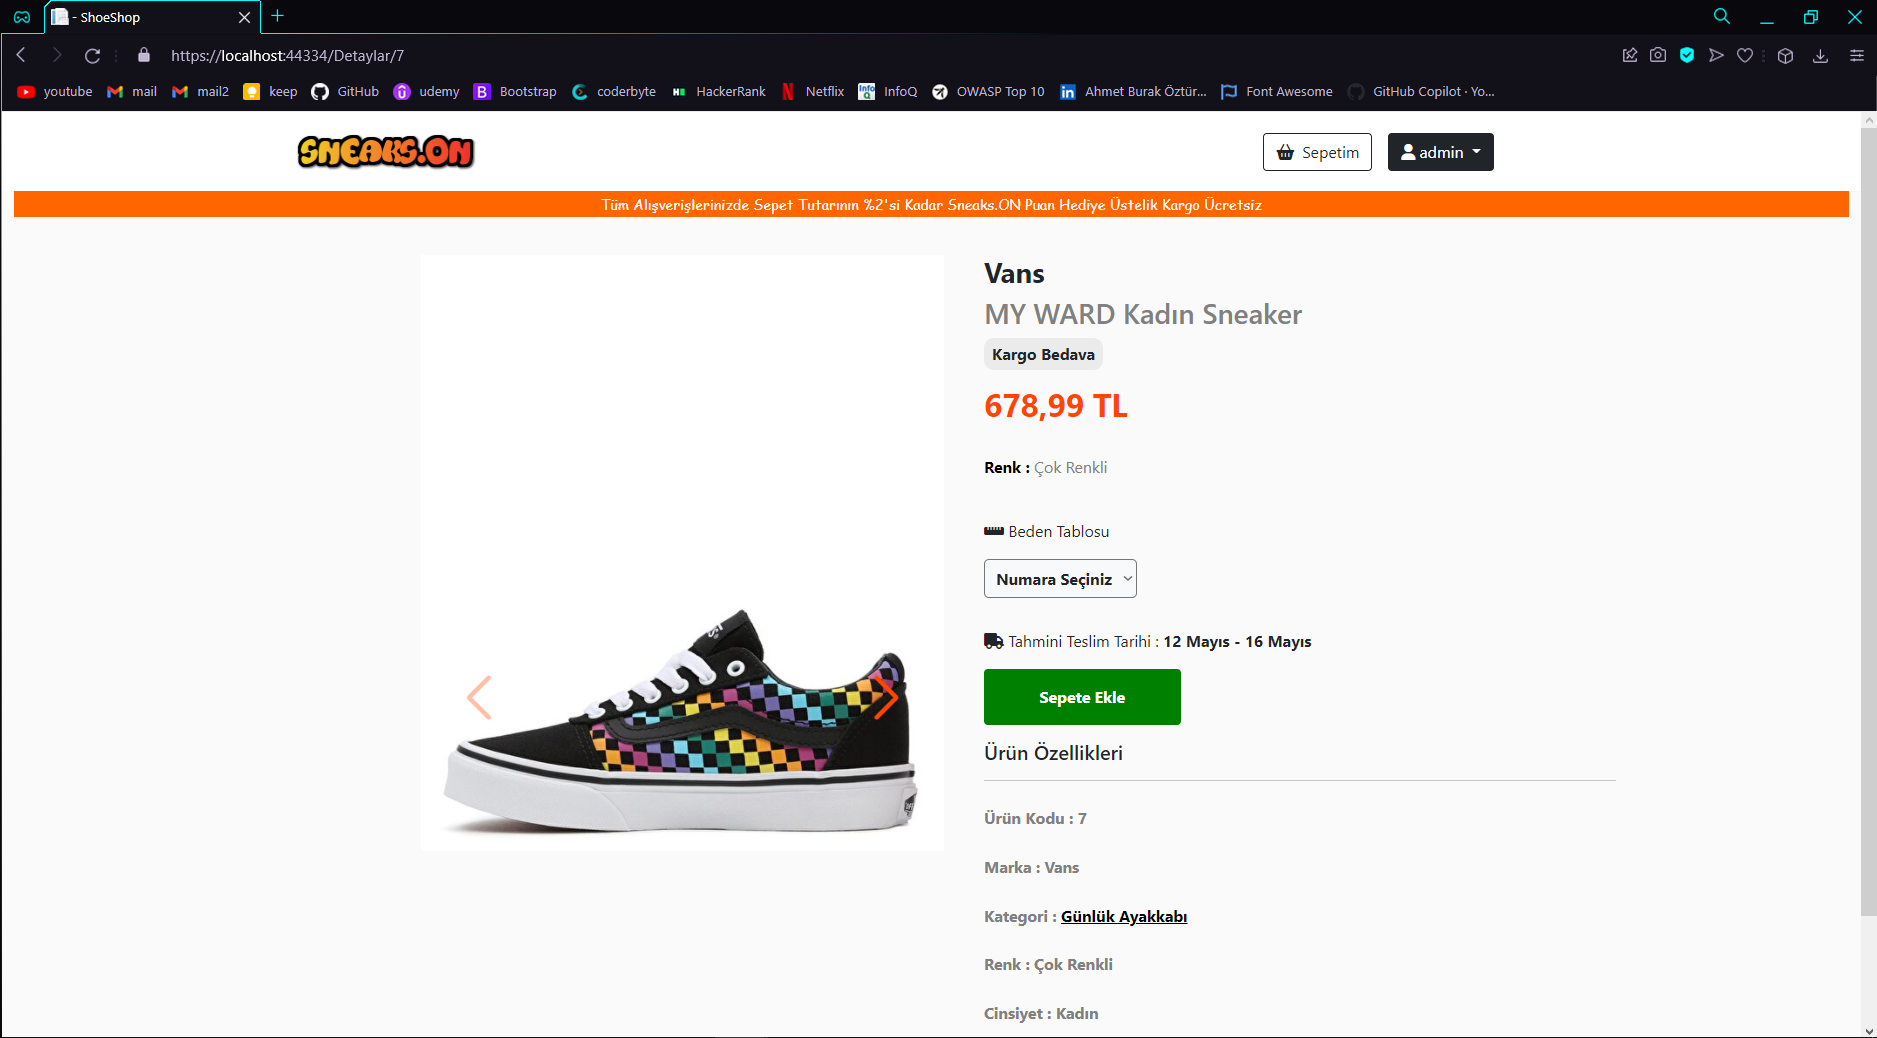 - ShoeShop
https://localhost:44334/Detaylar/7
youtube mail mail2 keep GitHub udemy Bootstrap coderbyte HackerRank Netflix InfoQ OWASP Top 10 Ahmet Burak Öztür... Font Awesome GitHub Copilot · Yo...
SNEAKS.ON
Sepetim admin
Tüm Alışverişlerinizde Sepet Tutarının %2'si Kadar Sneaks.ON Puan Hediye Üstelik Kargo Ücretsiz
Vans
MY WARD Kadın Sneaker
Kargo Bedava
678,99 TL
Renk : Çok Renkli
Beden Tablosu
Numara Seçiniz
Tahmini Teslim Tarihi : 12 Mayıs - 16 Mayıs
Sepete Ekle
Ürün Özellikleri
Ürün Kodu : 7
Marka : Vans
Kategori : Günlük Ayakkabı
Renk : Çok Renkli
Cinsiyet : Kadın